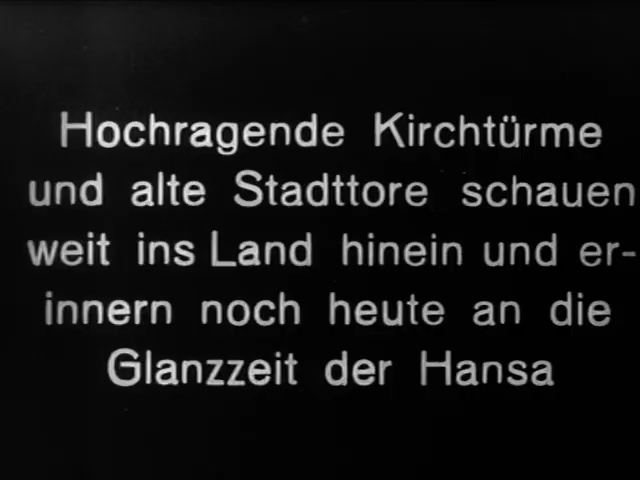 Hochragende Kirchtürme
und alte Stadttore schauen
weit ins Land hinein und er-
innern noch heute an die
Glanzzeit der Hansa